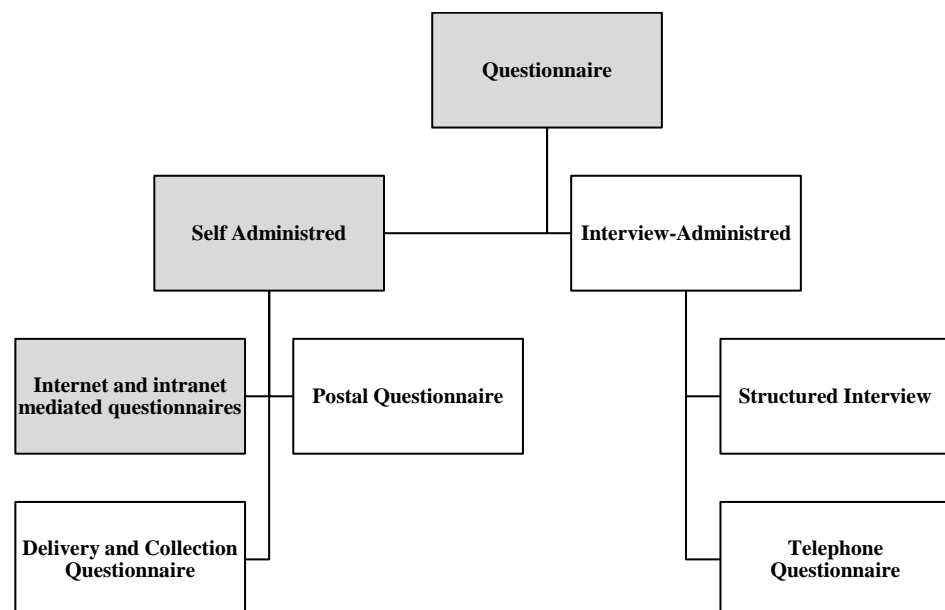 Questionnaire
Self Administred
Interview-Administred
Internet and intranet
mediated questionnaires
Postal Questionnaire
Structured Interview
Delivery and Collection
Questionnaire
Telephone
Questionnaire